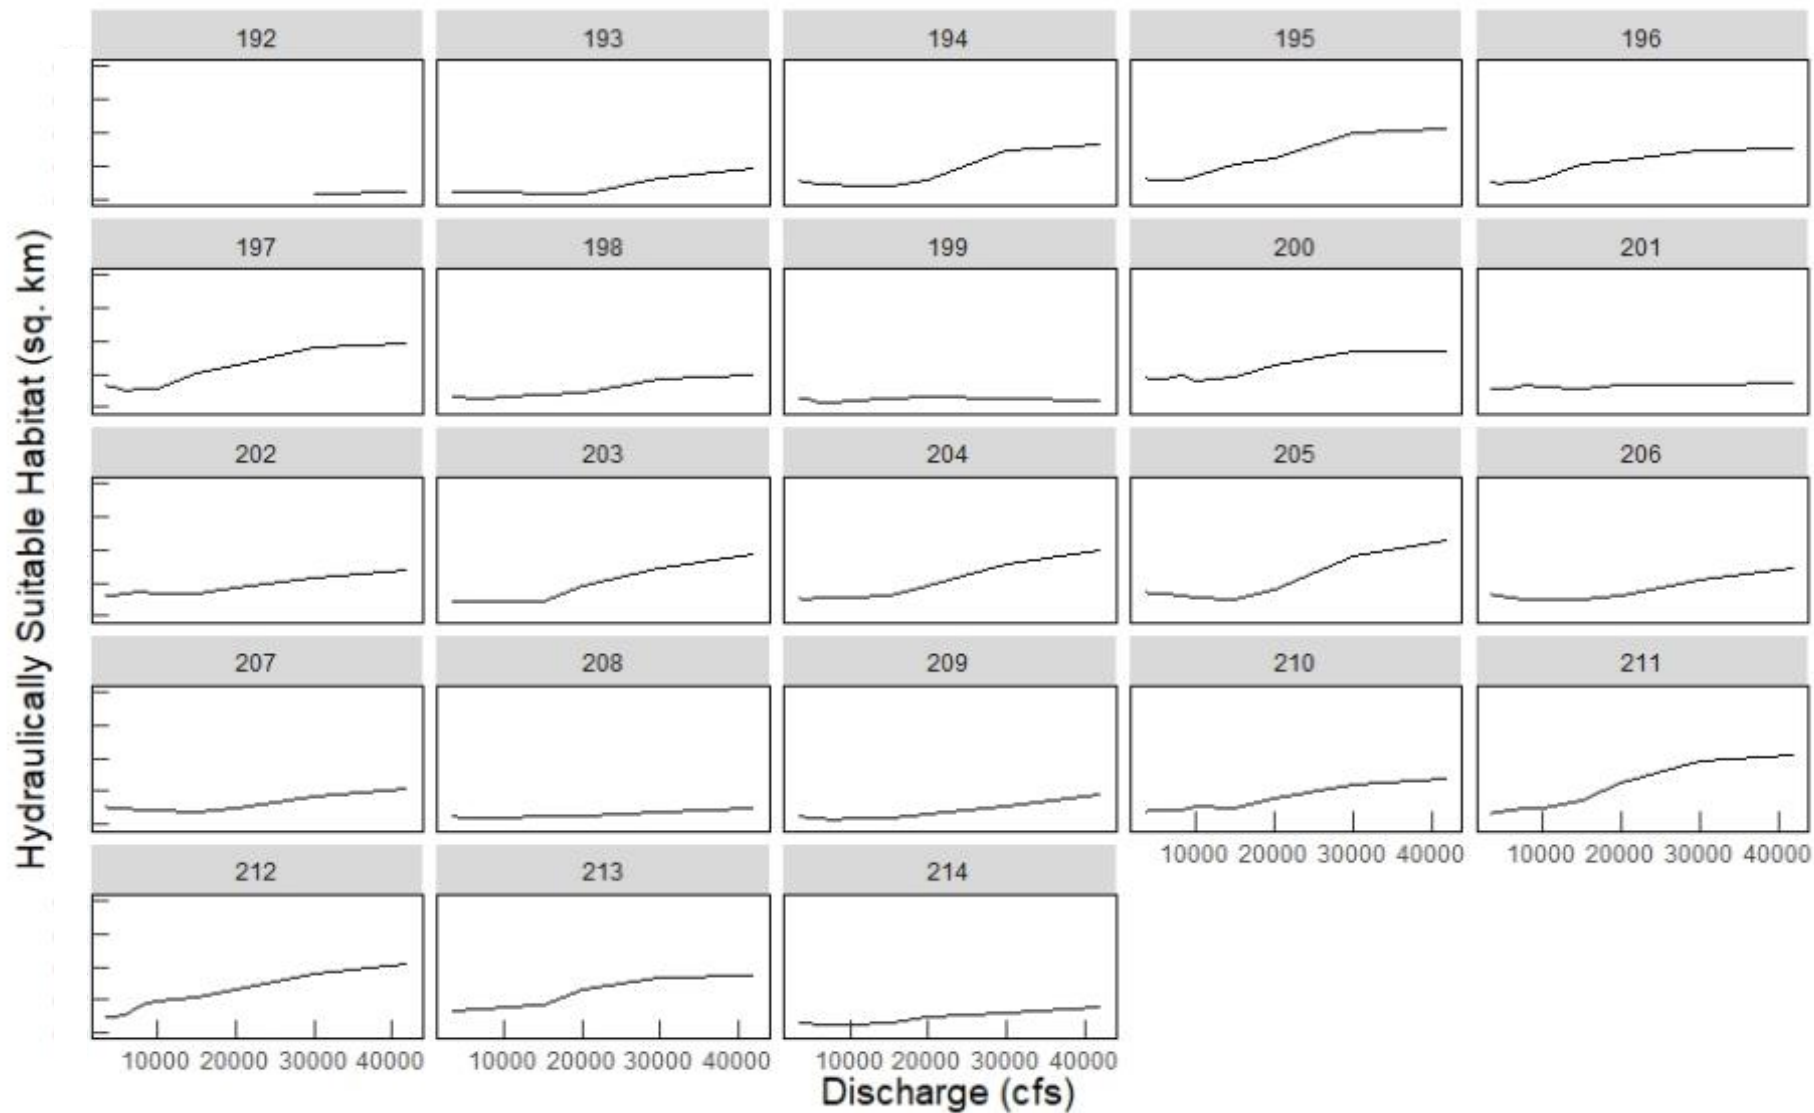 192 193 194 195 196
197 198 199 200 201
202 203 204 205 206
207 208 209 210 211
10000 20000 30000 40000 10000 20000 30000 40000
212 213 214
10000 20000 30000 40000 10000 20000 30000 40000 10000 20000 30000 40000
Discharge (cfs)
Hydraulically Suitable Habitat (sq. km)